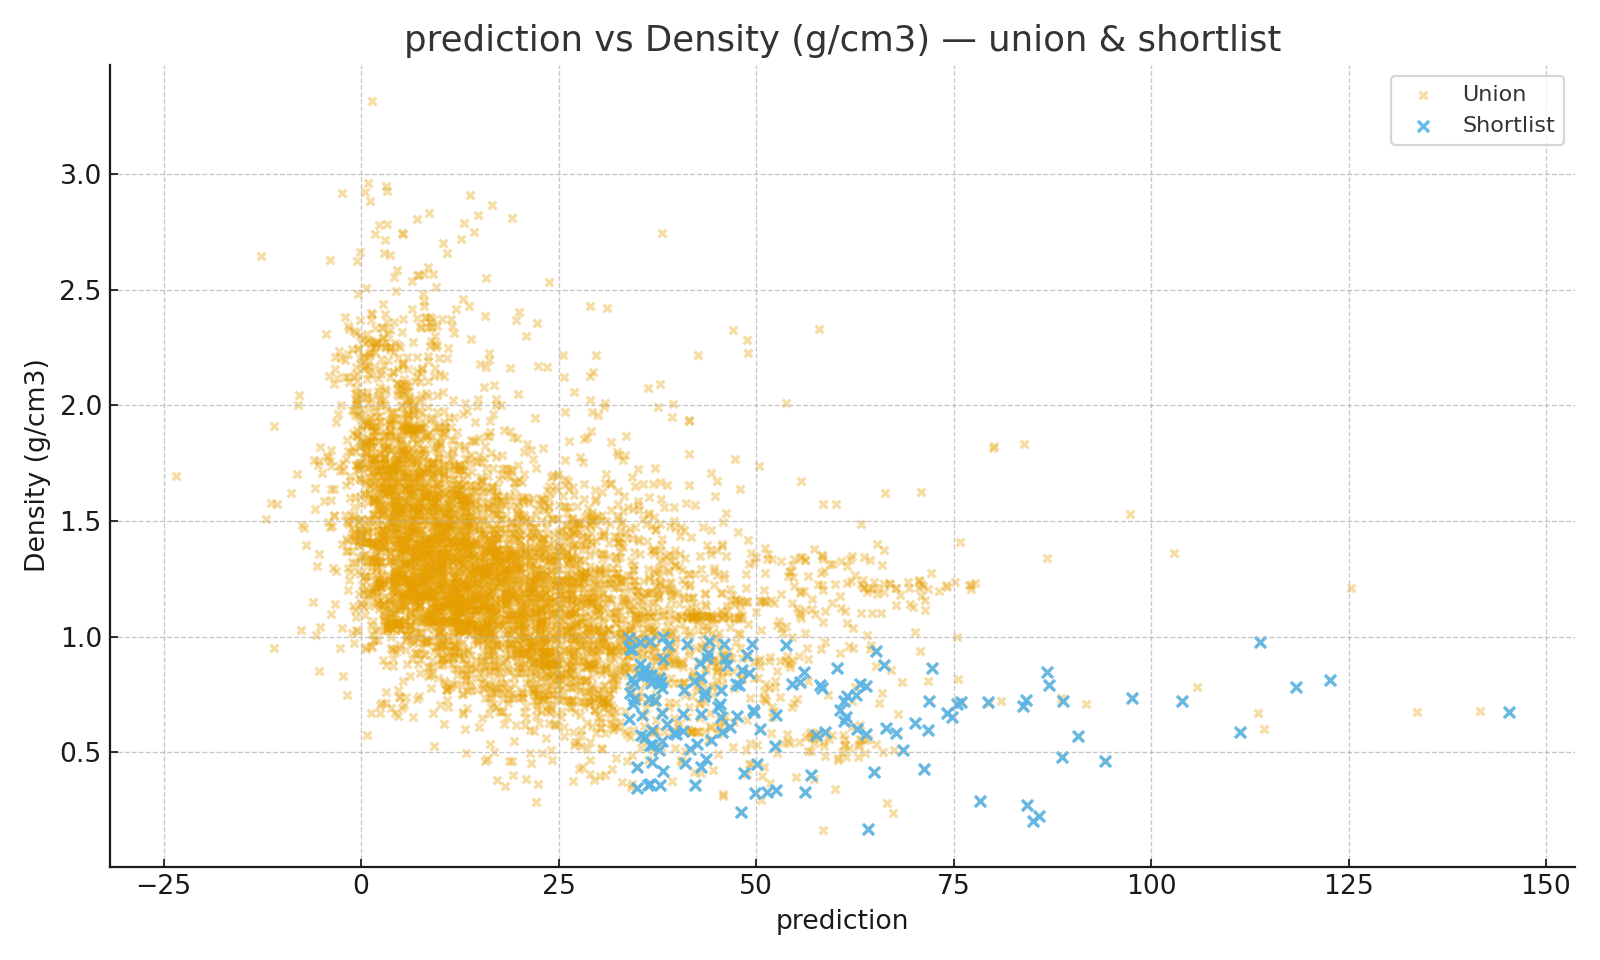 prediction vs Density (g/cm3) — union & shortlist
Union
Shortlist
3.0
2.5
2.0
1.5
1.0
0.5
Density (g/cm3)
−25
0
25
50
75
100
125
150
prediction